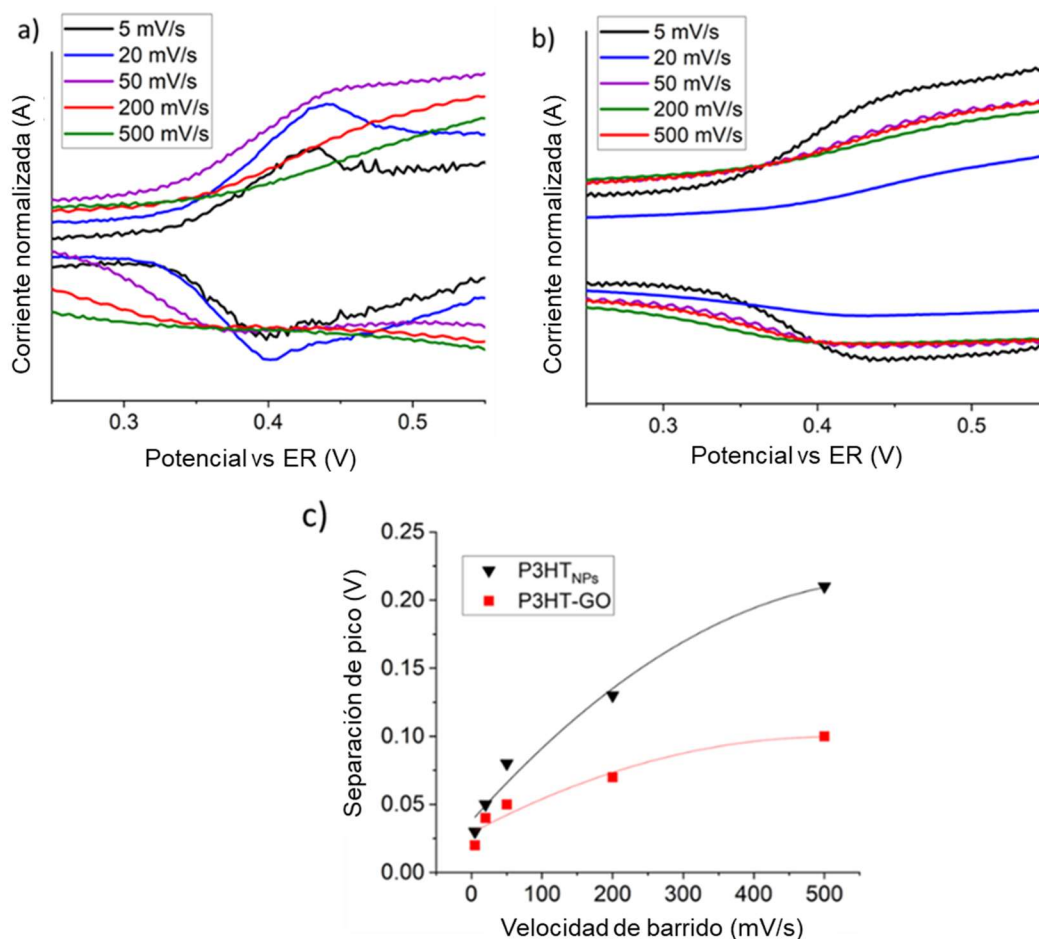 a)
5 mV/s
20 mV/s
50 mV/s
200 mV/s
500 mV/s
Corriente normalizada (A)
0.3
0.4
0.5
Potencial vs ER (V)
b)
5 mV/s
20 mV/s
50 mV/s
200 mV/s
500 mV/s
Corriente normalizada (A)
0.3
0.4
0.5
Potencial vs ER (V)
c)
P3HTNPs
P3HT-GO
Separación de pico (V)
0.25
0.20
0.15
0.10
0.05
0.00
0
100
200
300
400
500
Velocidad de barrido (mV/s)